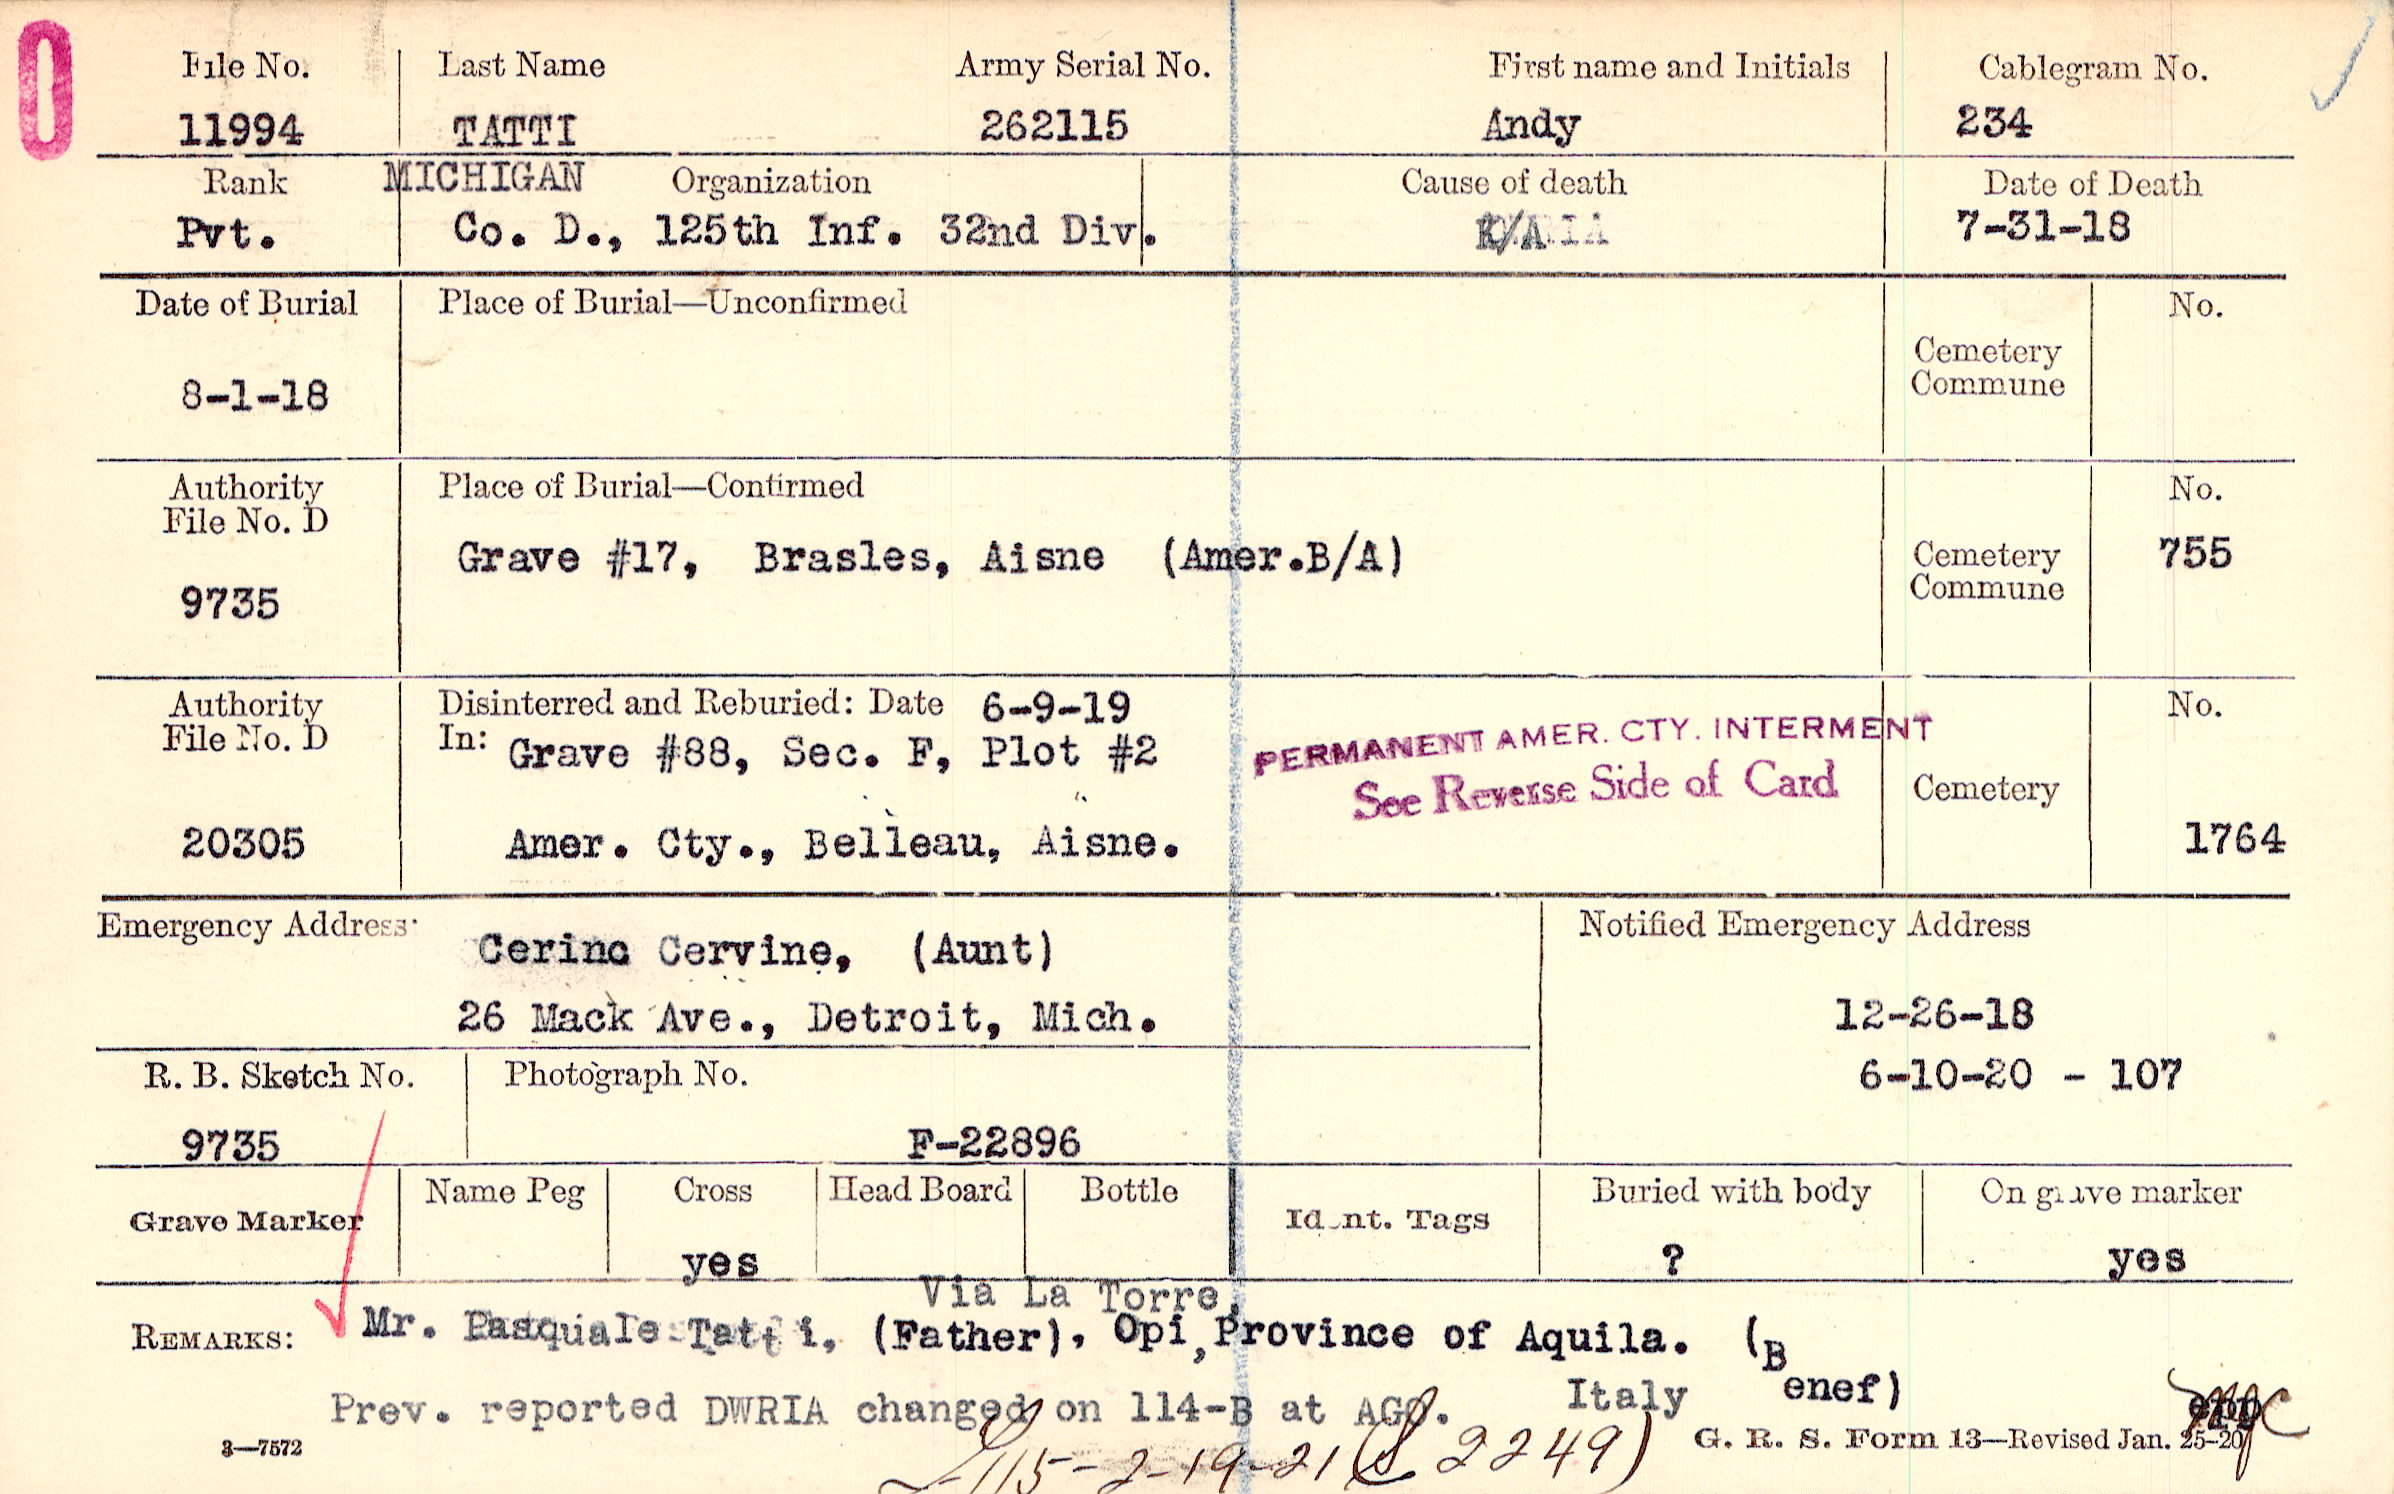 0
File No. Last Name Army Serial No. First name and Initials Cablegram No.
11994 TATTI 262115 Andy 234
Rank MICHIGAN Organization Cause of death Date of Death
Pvt. Co. D., 125th Inf. 32nd Div. K/A 7-31-18
Date of Burial Place of Burial—Unconfirmed No.
Cemetery
Commune
8-1-18
Authority Place of Burial—Confirmed No.
File No. D
Grave #17, Brasles, Aisne (Amer.B/A) Cemetery 755
Commune
9735
Authority Disinterred and Reburied: Date 6-9-19 No.
File No. D In: Grave #88, Sec. F, Plot #2
PERMANENT AMER. CTY. INTERMENT
See Reverse Side of Card Cemetery
20305 Amer. Cty., Belleau, Aisne. 1764
Emergency Address Notified Emergency Address
Cerino Cervine, (Aunt)
26 Mack Ave., Detroit, Mich. 12-26-18
R. B. Sketch No. Photograph No. 6-10-20 - 107
9735 F-22896
Name Peg Cross Head Board Bottle Buried with body On grave marker
Grave Marker Ident. Tags
yes ? yes
Via La Torre,
REMARKS: Mr. Pasquale Tatti, (Father), Opi, Province of Aquila. (Benef)
Prev. reported DWRIA changed on 114-B at AGO. Italy
3—7572 G. R. S. Form 13—Revised Jan. 25-20
115-2-19-21 2249)